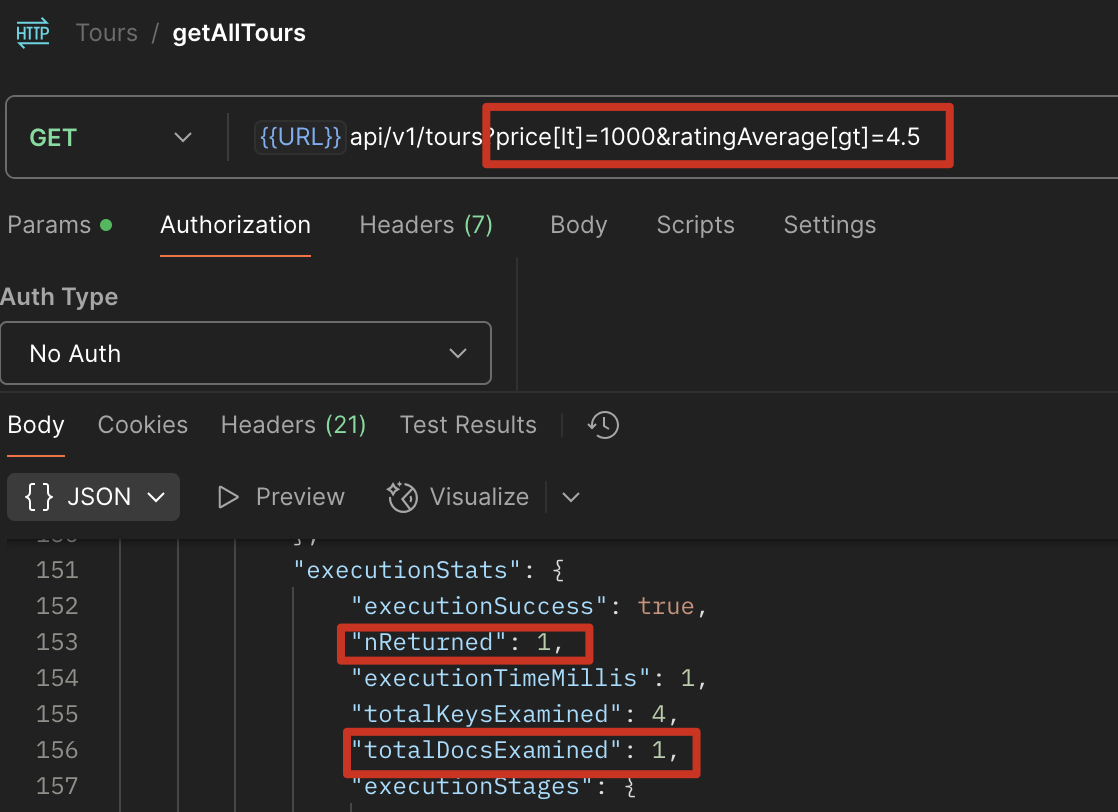 HTTP Tours / getAllTours
GET {{URL}} api/v1/tours?price[lt]=1000&ratingAverage[gt]=4.5
Params Authorization Headers (7) Body Scripts Settings
Auth Type
No Auth
Body Cookies Headers (21) Test Results
{ } JSON Preview Visualize
150 },
151 "executionStats": {
152 "executionSuccess": true,
153 "nReturned": 1,
154 "executionTimeMillis": 1,
155 "totalKeysExamined": 4,
156 "totalDocsExamined": 1,
157 "executionStages": {